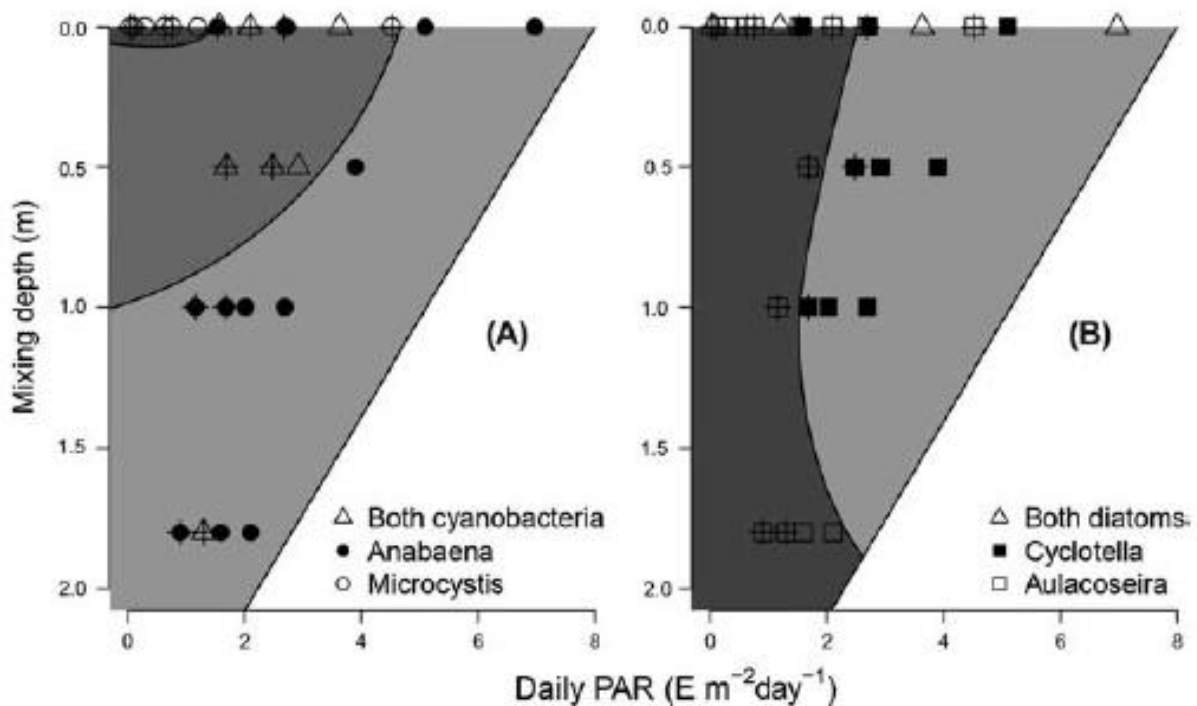 0.0
0.5
1.0
1.5
2.0
Mixing depth (m)
(A)
Both cyanobacteria
Anabaena
Microcystis
0 2 4 6 8
0.0
0.5
1.0
1.5
2.0
(B)
Both diatoms
Cyclotella
Aulacoseira
0 2 4 6 8
Daily PAR (E m⁻²day⁻¹)